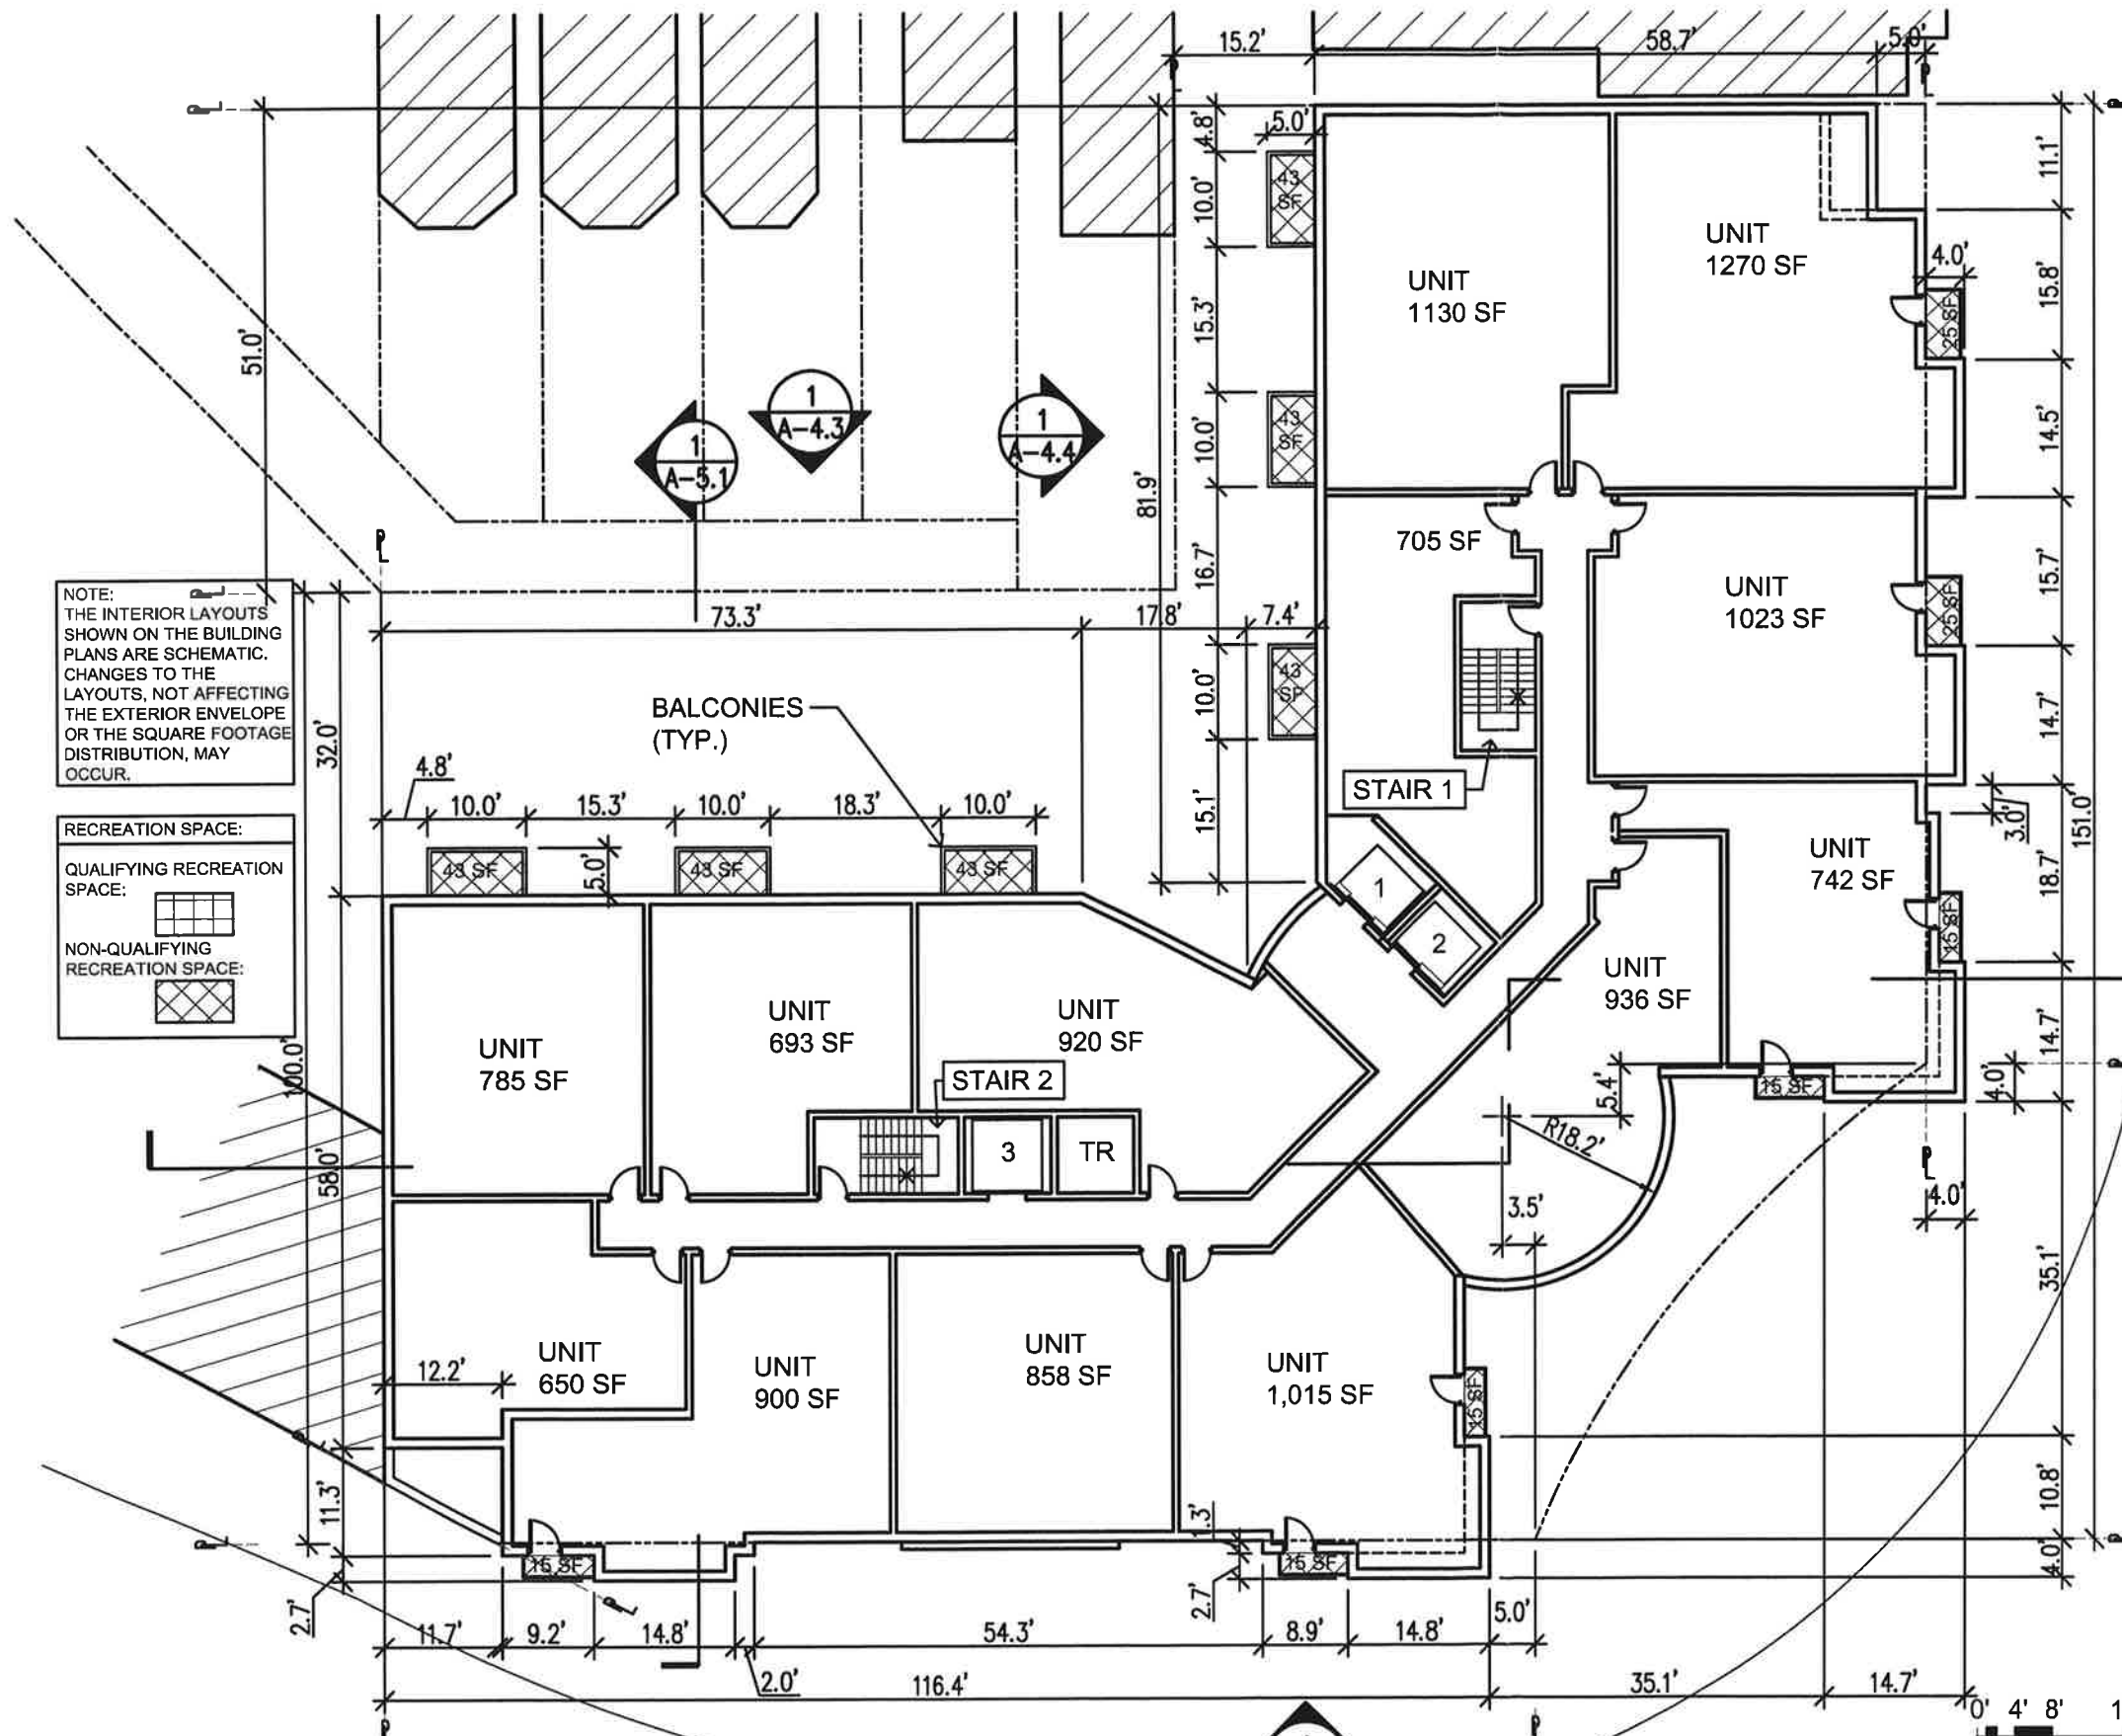 15.2'
58.7'
5.0'
4.8'
5.0'
43
SF
10.0'
11.1'
UNIT
1270 SF
4.0'
UNIT
1130 SF
15.8'
25 SF
51.0'
15.3'
1
A-4.3
1
A-4.4
1
A-5.1
43
SF
10.0'
14.5'
81.9'
705 SF
16.7'
UNIT
1023 SF
15.7'
25 SF
NOTE:
THE INTERIOR LAYOUTS
SHOWN ON THE BUILDING
PLANS ARE SCHEMATIC.
CHANGES TO THE
LAYOUTS, NOT AFFECTING
THE EXTERIOR ENVELOPE
OR THE SQUARE FOOTAGE
DISTRIBUTION, MAY
OCCUR.
73.3'
17.8'
7.4'
43
SF
10.0'
32.0'
BALCONIES
(TYP.)
14.7'
4.8'
10.0'
15.3'
10.0'
18.3'
10.0'
STAIR 1
15.1'
3.0'
151.0'
RECREATION SPACE:
QUALIFYING RECREATION
SPACE:
NON-QUALIFYING
RECREATION SPACE:
43 SF
5.0'
43 SF
43 SF
1
2
UNIT
742 SF
18.7'
15 SF
UNIT
936 SF
UNIT
693 SF
UNIT
920 SF
UNIT
785 SF
STAIR 2
14.7'
100.0'
5.4'
15 SF
4.0'
3
TR
R18.2'
58.0'
3.5'
4.0'
35.1'
12.2'
UNIT
650 SF
UNIT
900 SF
UNIT
858 SF
UNIT
1,015 SF
15 SF
11.3'
1.3'
10.8'
15 SF
15 SF
4.0'
2.7'
2.7'
11.7'
9.2'
14.8'
54.3'
8.9'
14.8'
5.0'
2.0'
116.4'
35.1'
14.7'
0' 4' 8'